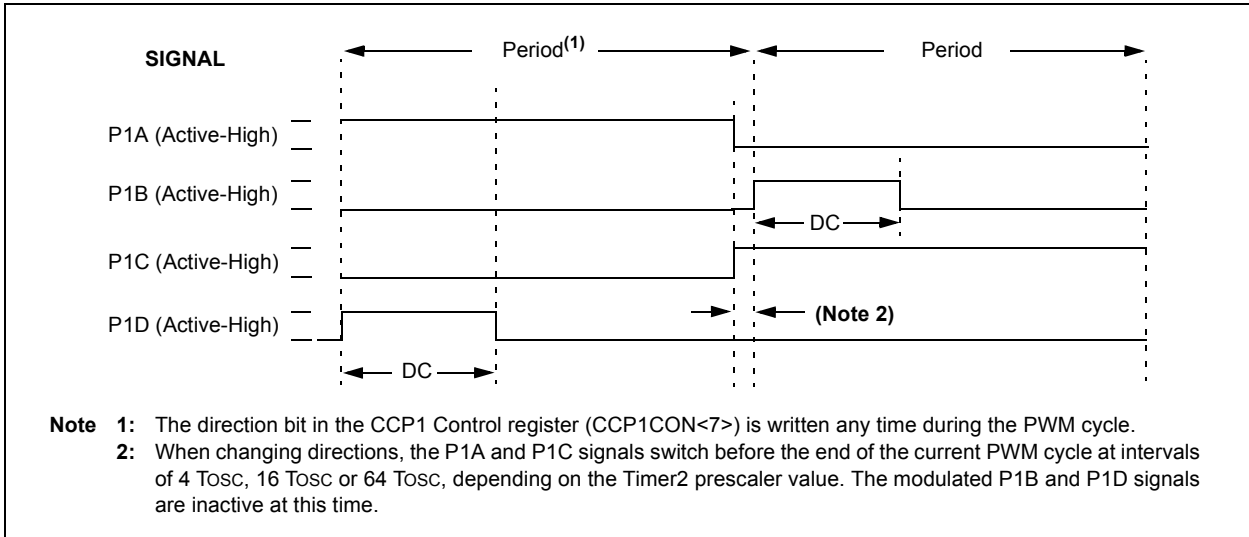 SIGNAL
Period(1)
Period
P1A (Active-High)
P1B (Active-High)
DC
P1C (Active-High)
P1D (Active-High)
(Note 2)
DC
Note 1: The direction bit in the CCP1 Control register (CCP1CON<7>) is written any time during the PWM cycle.
2: When changing directions, the P1A and P1C signals switch before the end of the current PWM cycle at intervals
of 4 TOSC, 16 TOSC or 64 TOSC, depending on the Timer2 prescaler value. The modulated P1B and P1D signals
are inactive at this time.